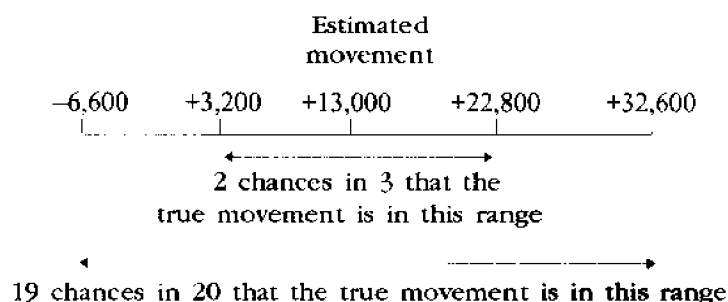 Estimated
movement
–6,600 +3,200 +13,000 +22,800 +32,600
2 chances in 3 that the
true movement is in this range
19 chances in 20 that the true movement is in this range